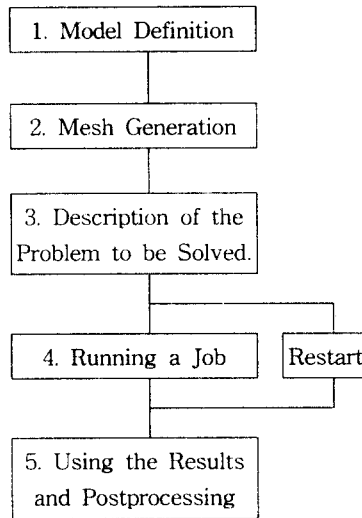 1. Model Definition
2. Mesh Generation
3. Description of the
Problem to be Solved.
4. Running a Job
Restart
5. Using the Results
and Postprocessing